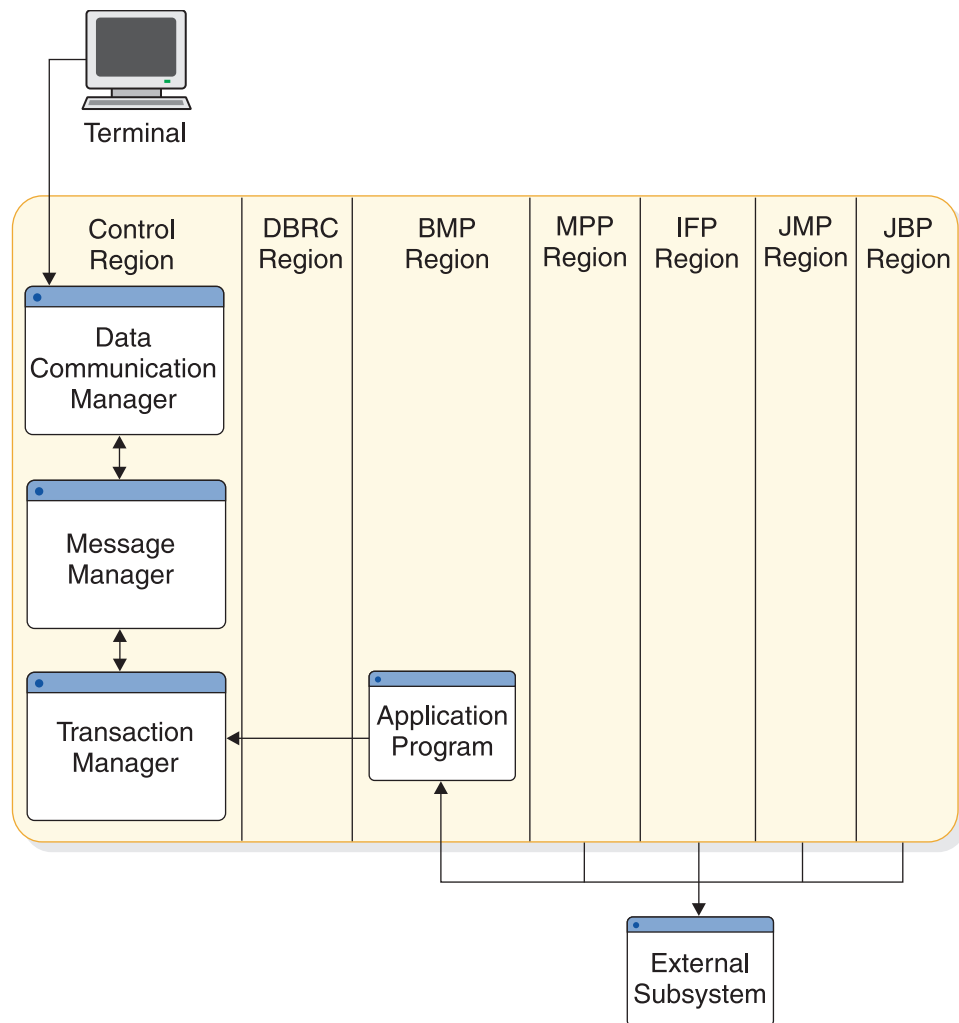 Terminal
Control
Region
DBRC
Region
BMP
Region
MPP
Region
IFP
Region
JMP
Region
JBP
Region
Data
Communication
Manager
Message
Manager
Transaction
Manager
Application
Program
External
Subsystem